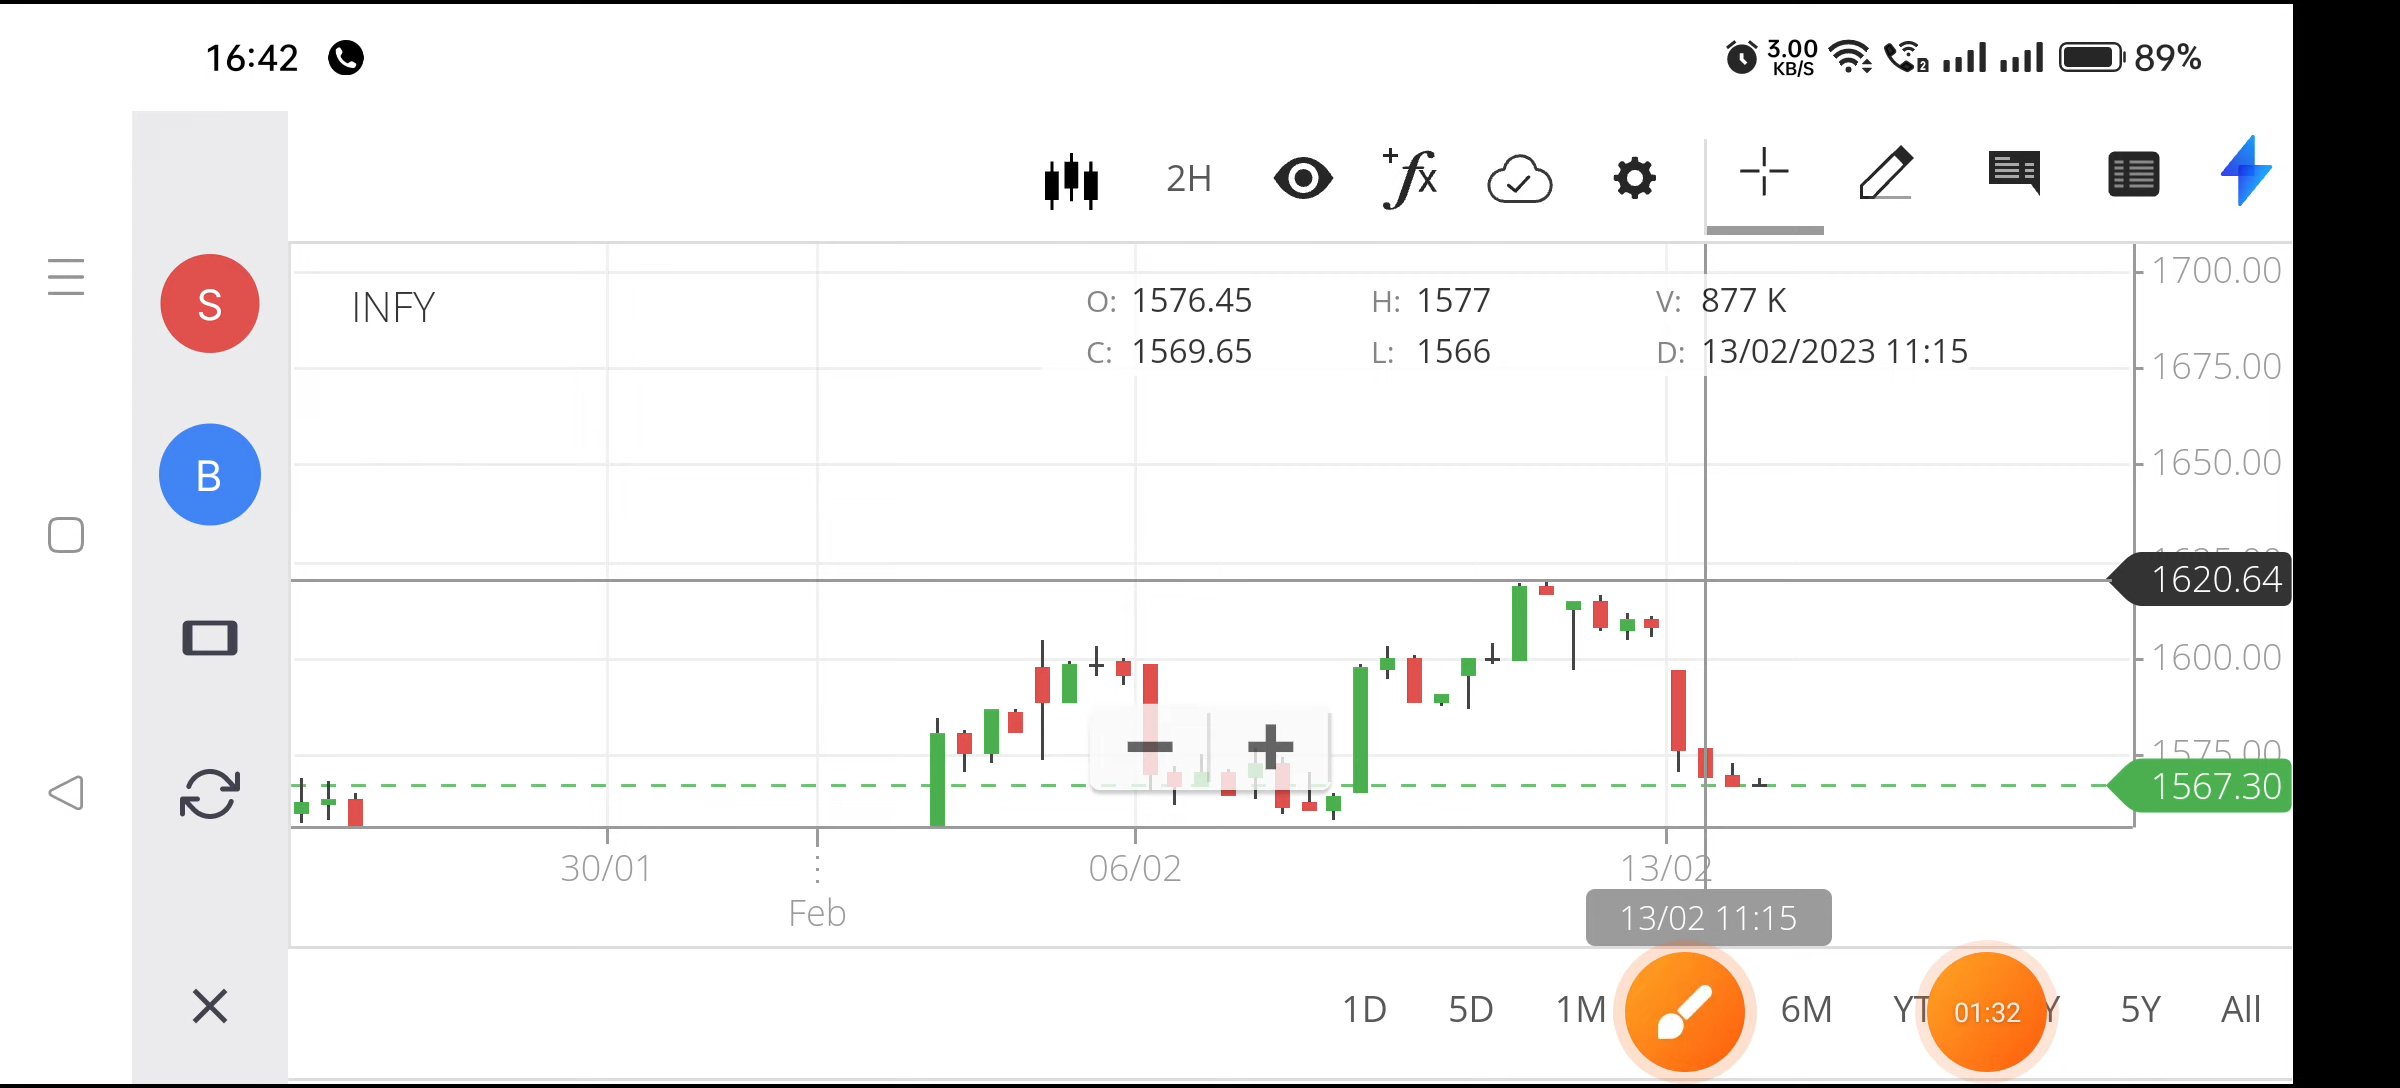 16:42
3.00
KB/S
2
89%
2H
+fx
S
B
INFY
O: 1576.45 H: 1577 V: 877 K
C: 1569.65 L: 1566 D: 13/02/2023 11:15
1700.00
1675.00
1650.00
1620.64
1600.00
1575.00
1567.30
30/01
06/02
13/02
Feb
13/02 11:15
1D 5D 1M 6M YT Y 5Y All
01:32